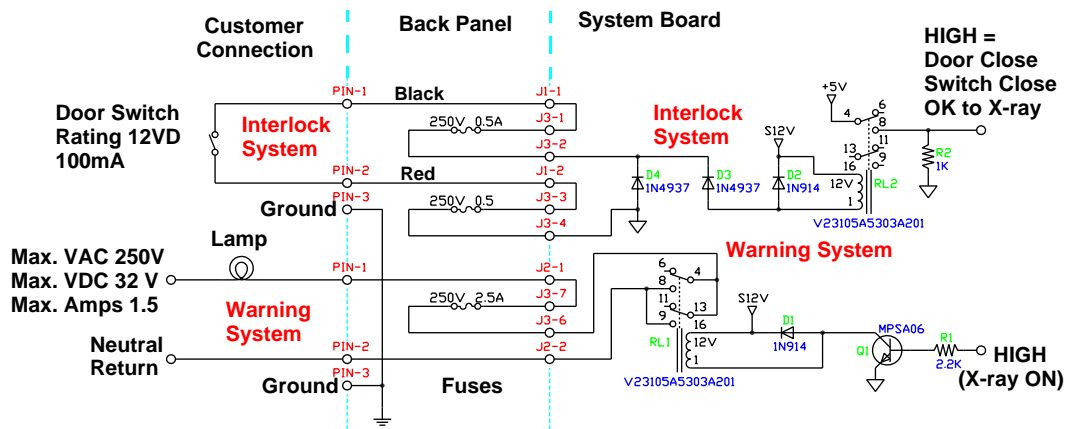 Customer
Connection
Back Panel
System Board
HIGH =
Door Close
Switch Close
OK to X-ray
Door Switch
Rating 12VD
100mA
Interlock
System
PIN-1
Black
J1-1
250V 0.5A
J3-1
J3-2
PIN-2
Red
J1-2
250V 0.5
J3-3
J3-4
PIN-3
Ground
Interlock
System
D4
1N4937
D3
1N4937
S12V
D2
1N914
+5V
4
6
8
13
11
9
16
12V
1
RL2
V23105A5303A201
R2
1K
Max. VAC 250V
Max. VDC 32 V
Max. Amps 1.5
Lamp
PIN-1
J2-1
250V 2.5A
J3-7
J3-6
Warning
System
Neutral
Return
PIN-2
J2-2
PIN-3
Ground
Fuses
Warning System
6
8
4
11
9
13
16
12V
1
RL1
V23105A5303A201
S12V
D1
1N914
MPSA06
Q1
R1
2.2K
HIGH
(X-ray ON)